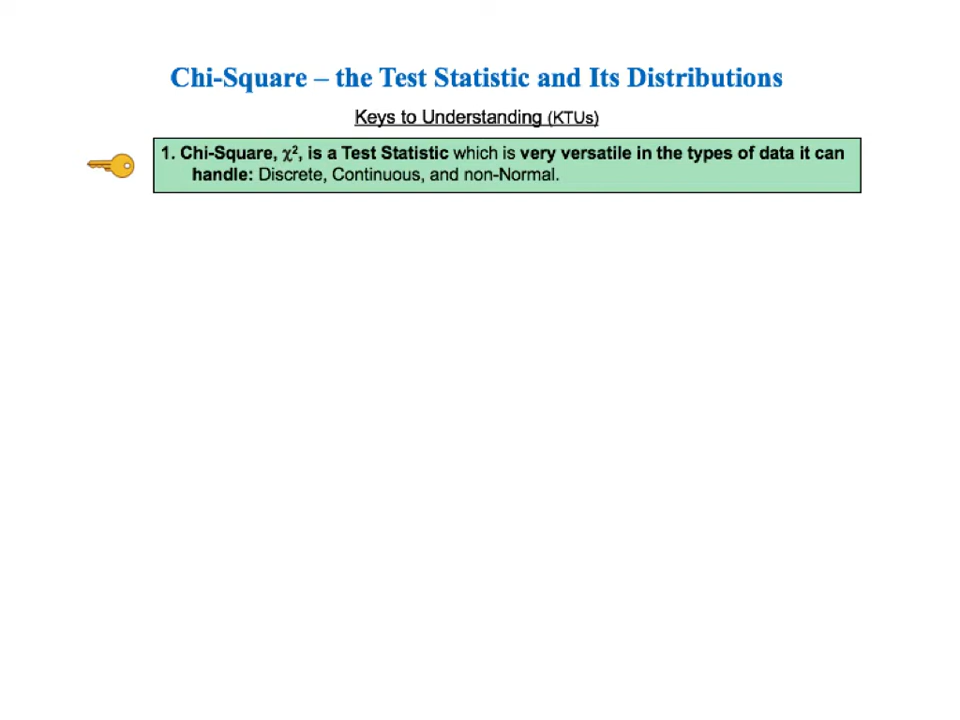 Chi-Square – the Test Statistic and Its Distributions
Keys to Understanding (KTUs)
1. Chi-Square, χ², is a Test Statistic which is very versatile in the types of data it can
handle: Discrete, Continuous, and non-Normal.